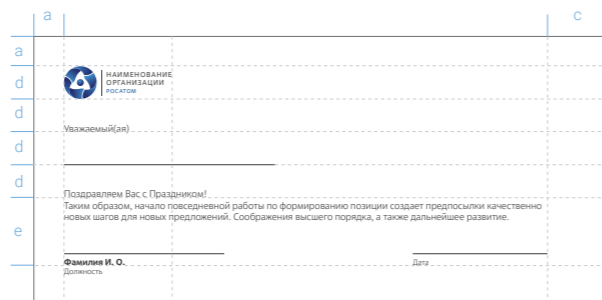 a
c
a
d
НАИМЕНОВАНИЕ
ОРГАНИЗАЦИИ
РОСАТОМ
d
Уважаемый(ая)
d
d
Поздравляем Вас с Праздником!
Таким образом, начало повседневной работы по формированию позиции создает предпосылки качественно
новых шагов для новых предложений. Соображения высшего порядка, а также дальнейшее развитие.
e
Фамилия И. О.
Дата
Должность